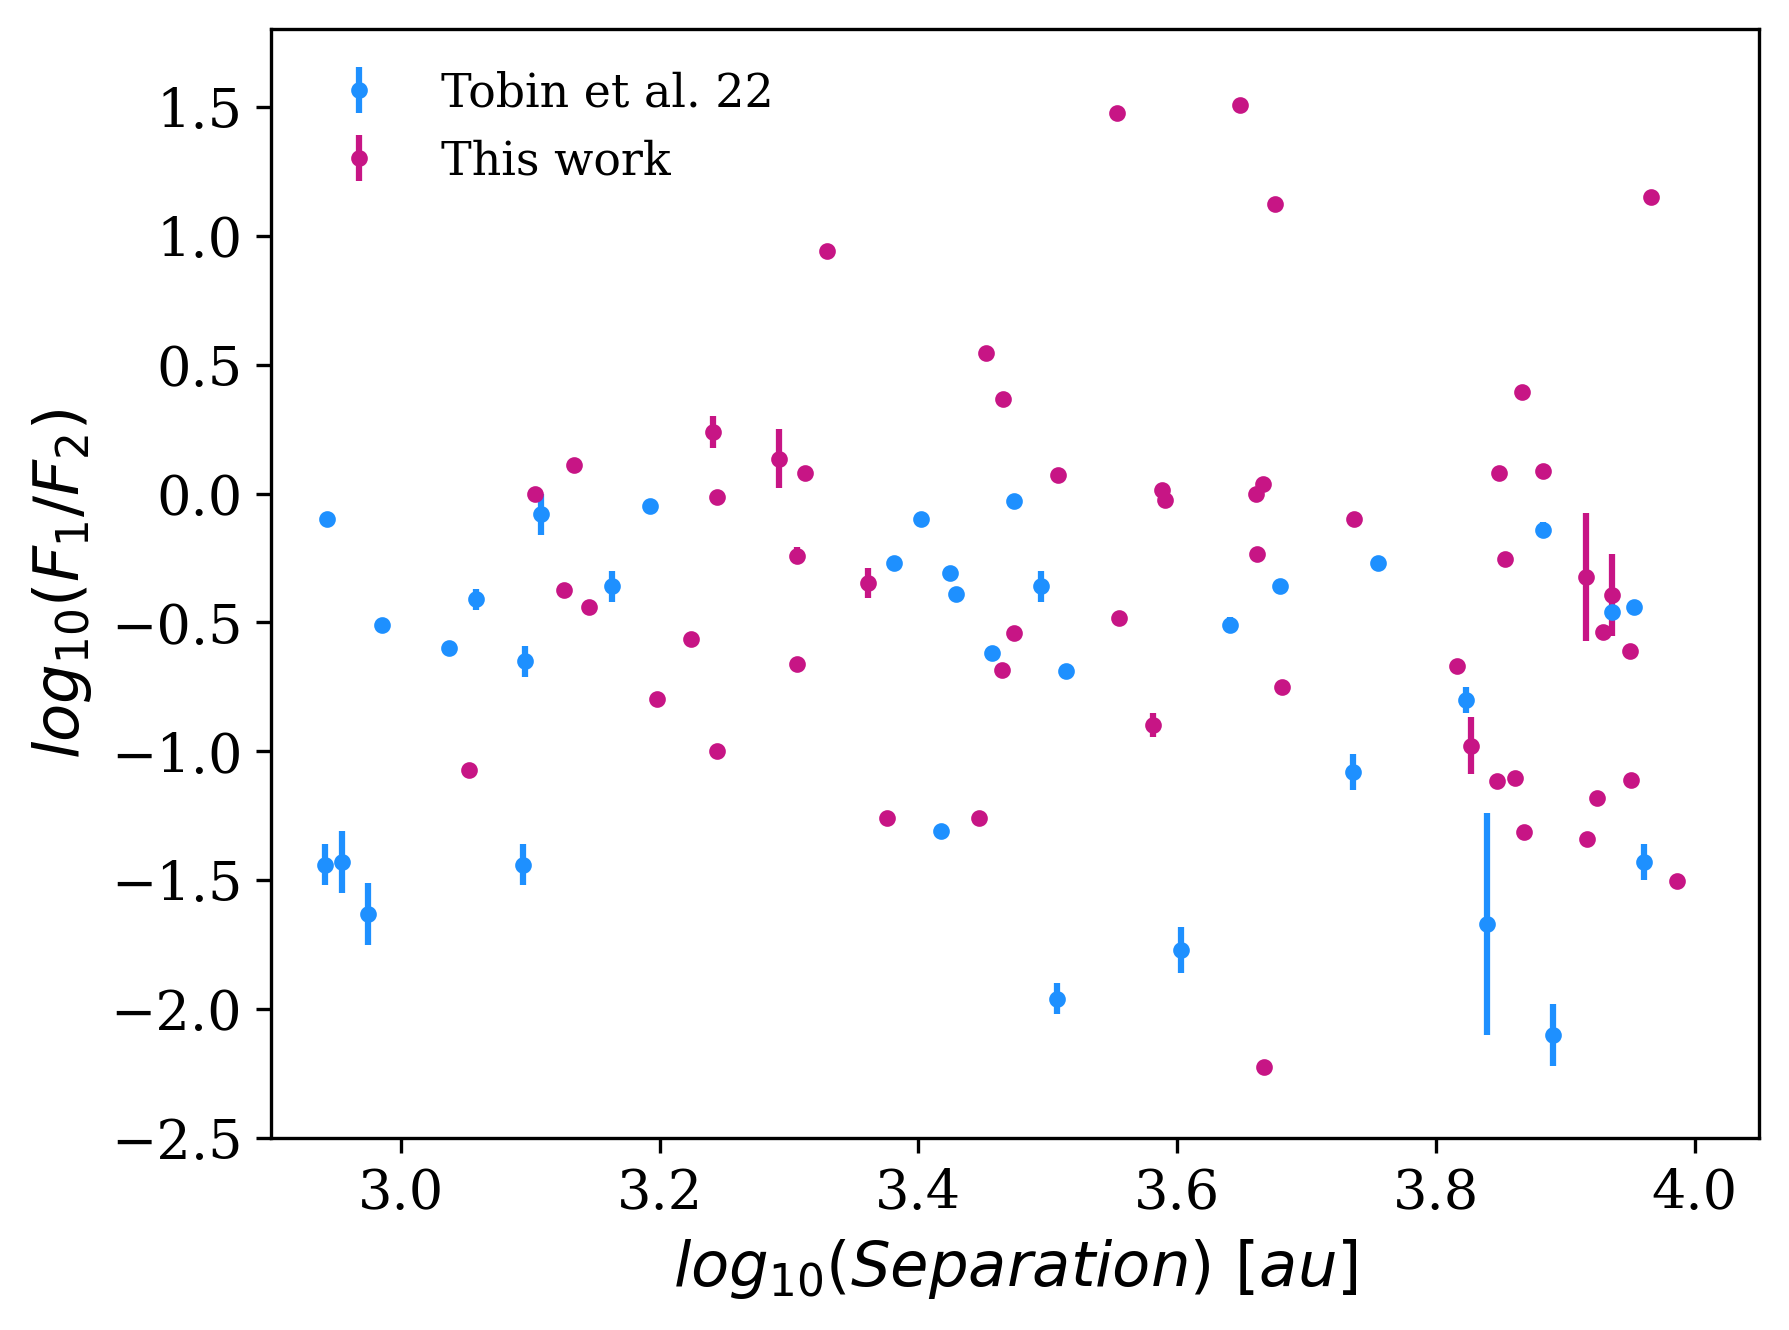 Tobin et al. 22
This work
1.5
1.0
0.5
0.0
−0.5
−1.0
−1.5
−2.0
−2.5
log₁₀(F₁/F₂)
3.0 3.2 3.4 3.6 3.8 4.0
log₁₀(Separation) [au]